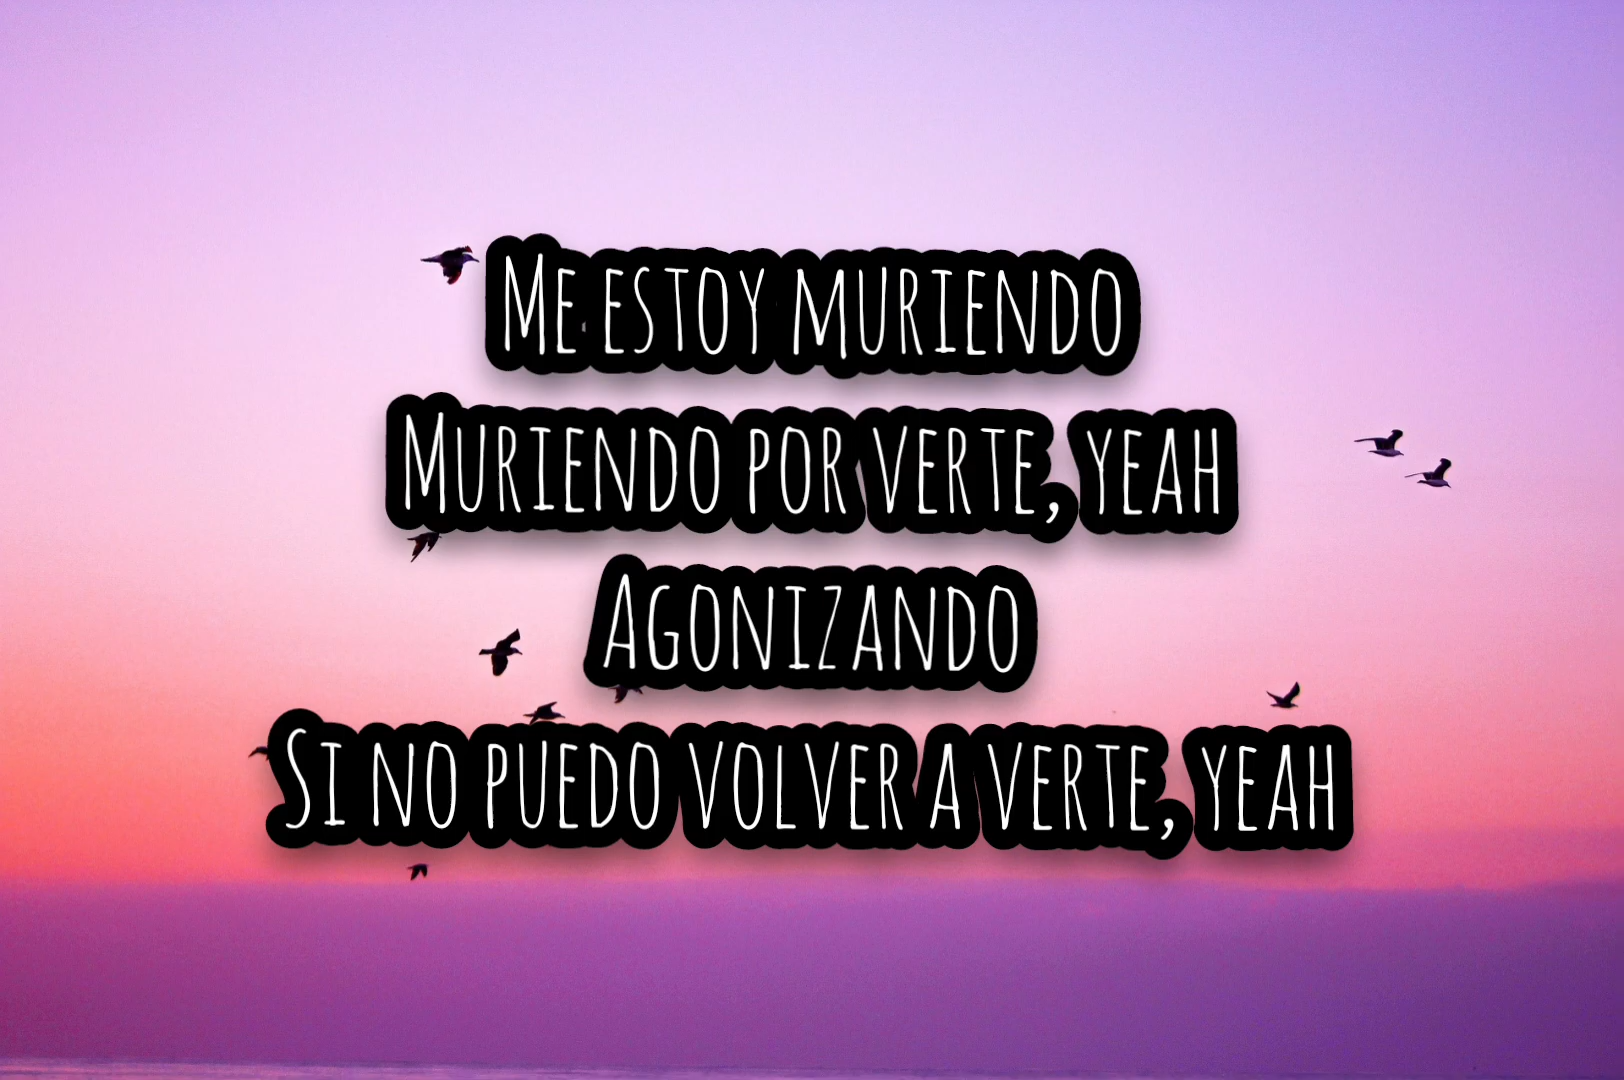 Me estoy muriendo
Muriendo por verte, yeah
Agonizando
Si no puedo volver a verte, yeah